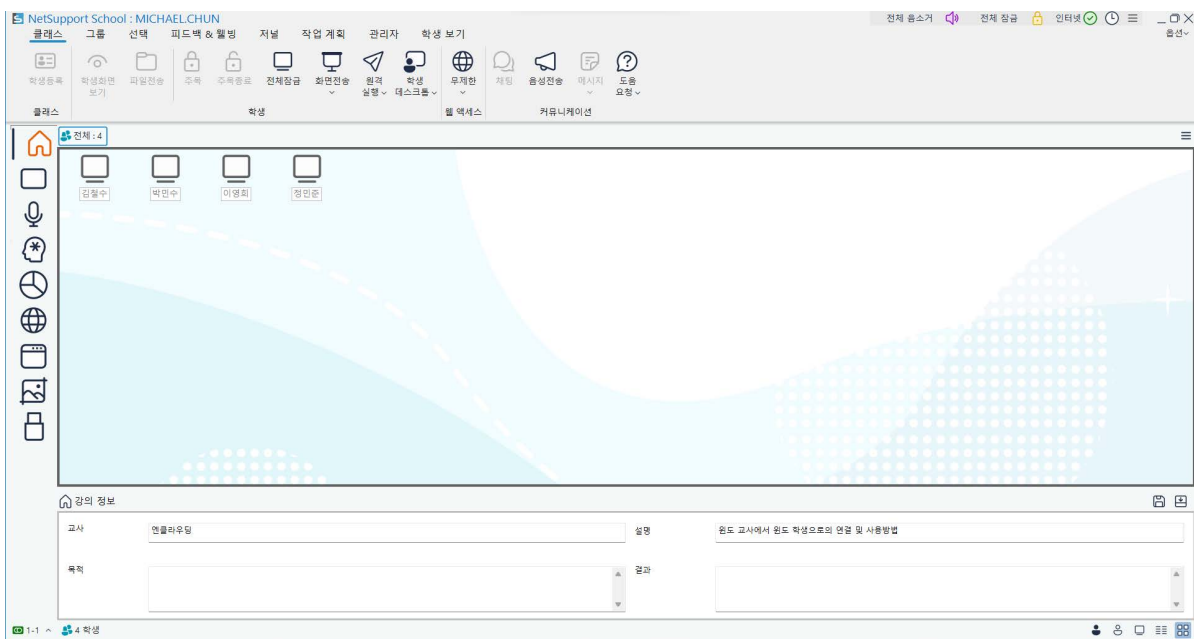 NetSupport School : MICHAEL.CHUN
전체 음소거 전체 잠금 인터넷
클래스 그룹 선택 피드백 & 웰빙 저널 작업 계획 관리자 학생 보기 옵션
학생등록 학생화면 보기 파일전송 주목 주목종료 전체잠금 화면전송 원격 실행 학생 데스크톱 무제한 채팅 음성전송 메시지 도움 요청
클래스 학생 웹 액세스 커뮤니케이션
전체 : 4
김철수 박민수 이영희 정민준
강의 정보
교사 엔클라우딩 설명 윈도 교사에서 윈도 학생으로의 연결 및 사용방법
목적 결과
1-1 4 학생